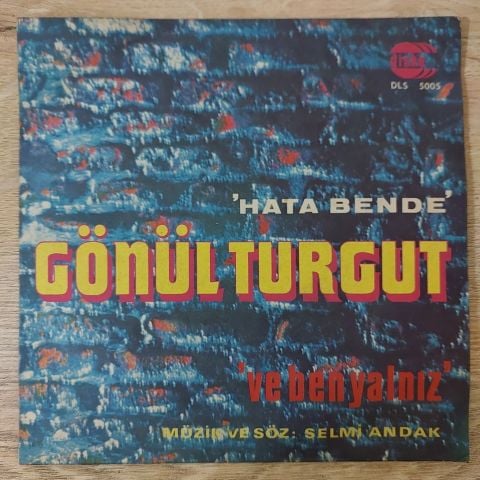 DLS 5005
'HATA BENDE'
GÖNÜL TURGUT
've ben yalnız'
MÜZİK VE SÖZ: SELMİ ANDAK